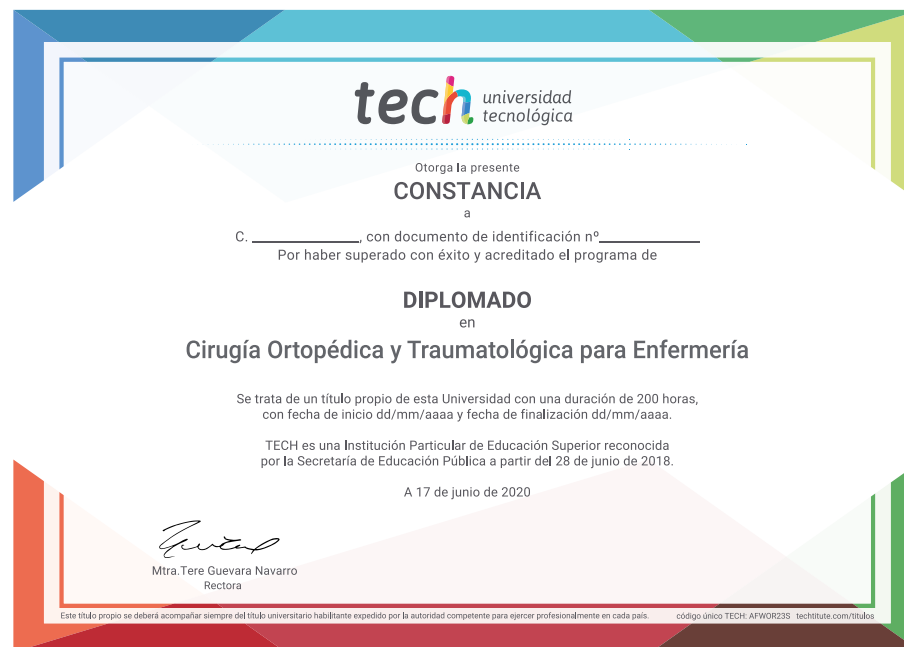 tech universidad
tecnológica
Otorga la presente
CONSTANCIA
a
C. ______________, con documento de identificación nº______________
Por haber superado con éxito y acreditado el programa de
DIPLOMADO
en
Cirugía Ortopédica y Traumatológica para Enfermería
Se trata de un título propio de esta Universidad con una duración de 200 horas,
con fecha de inicio dd/mm/aaaa y fecha de finalización dd/mm/aaaa.
TECH es una Institución Particular de Educación Superior reconocida
por la Secretaría de Educación Pública a partir del 28 de junio de 2018.
A 17 de junio de 2020
Mtra.Tere Guevara Navarro
Rectora
Este título propio se deberá acompañar siempre del título universitario habilitante expedido por la autoridad competente para ejercer profesionalmente en cada país. código único TECH: AFWOR23S techtitute.com/titulos